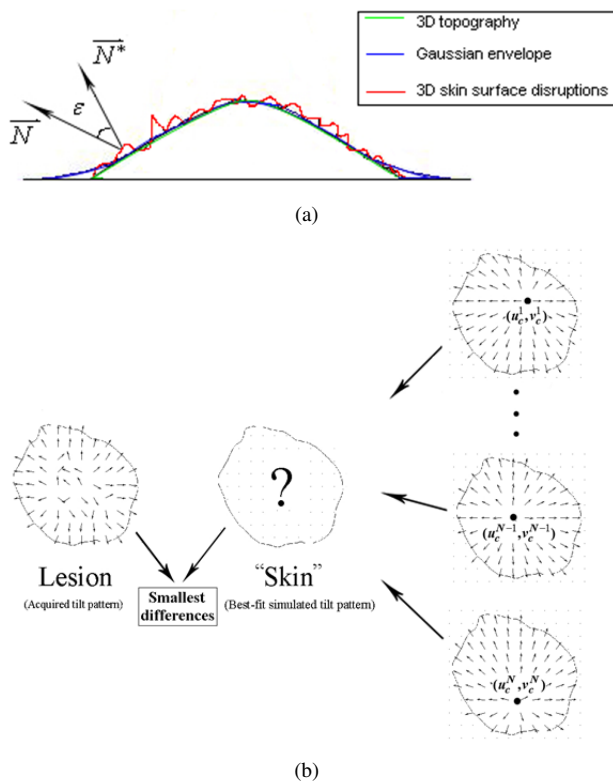 3D topography
Gaussian envelope
3D skin surface disruptions
N*
ε
N
(a)
(u_c^1, v_c^1)
(u_c^{N-1}, v_c^{N-1})
(u_c^N, v_c^N)
?
Lesion
(Acquired tilt pattern)
Smallest
differences
“Skin”
(Best-fit simulated tilt pattern)
(b)